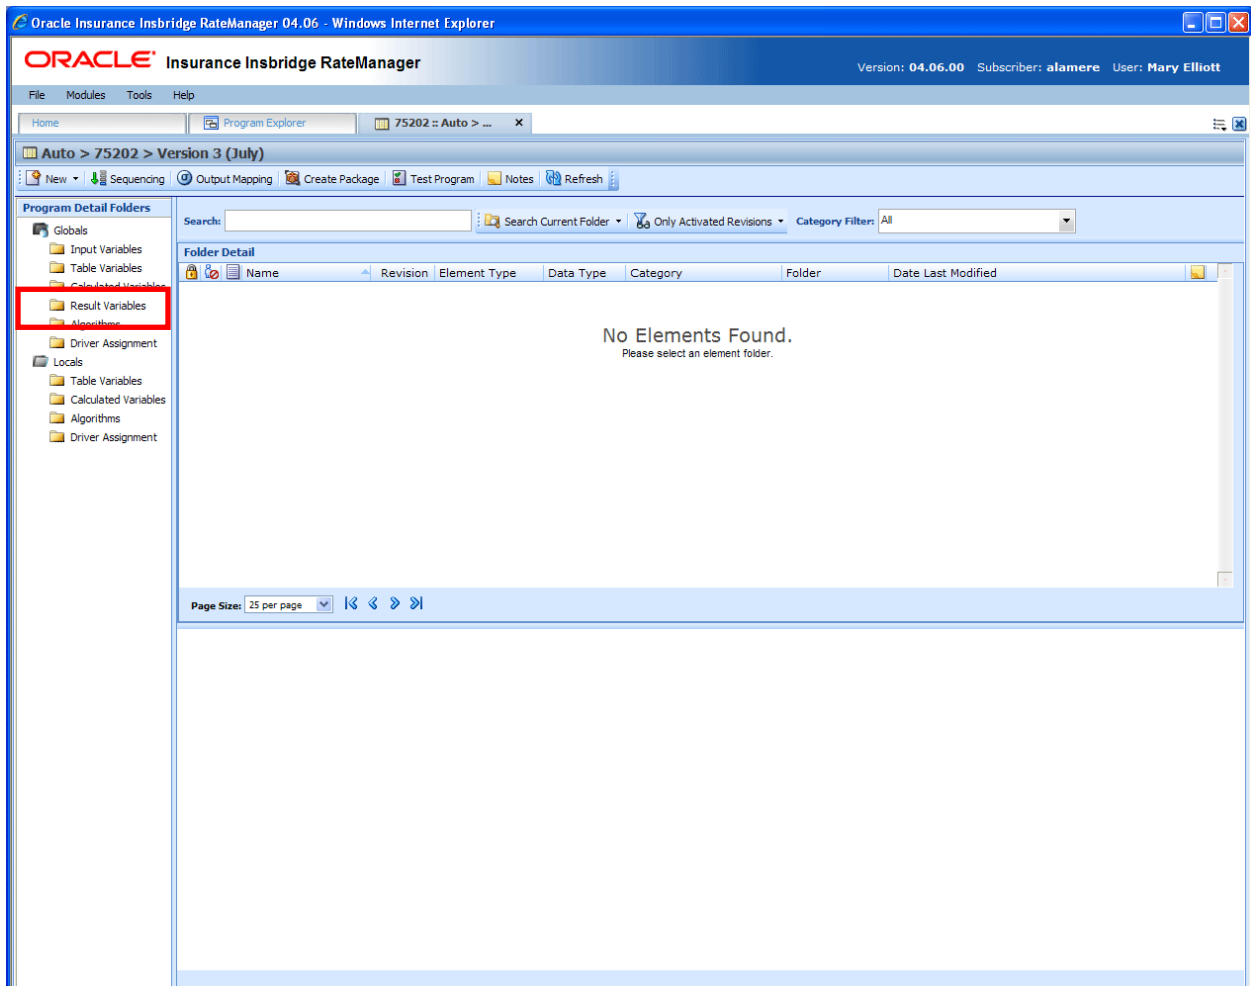 Oracle Insurance Insbridge RateManager 04.06 - Windows Internet Explorer
ORACLE Insurance Insbridge RateManager
Version: 04.06.00 Subscriber: alamere User: Mary Elliott
File Modules Tools Help
Home Program Explorer 75202 :: Auto > ... x
Auto > 75202 > Version 3 (July)
New Sequencing Output Mapping Create Package Test Program Notes Refresh
Program Detail Folders
Globals
Input Variables
Table Variables
Calculated Variables
Result Variables
Algorithms
Driver Assignment
Locals
Table Variables
Calculated Variables
Algorithms
Driver Assignment
Search: Search Current Folder Only Activated Revisions Category Filter: All
Folder Detail
Name Revision Element Type Data Type Category Folder Date Last Modified
No Elements Found.
Please select an element folder.
Page Size: 25 per page